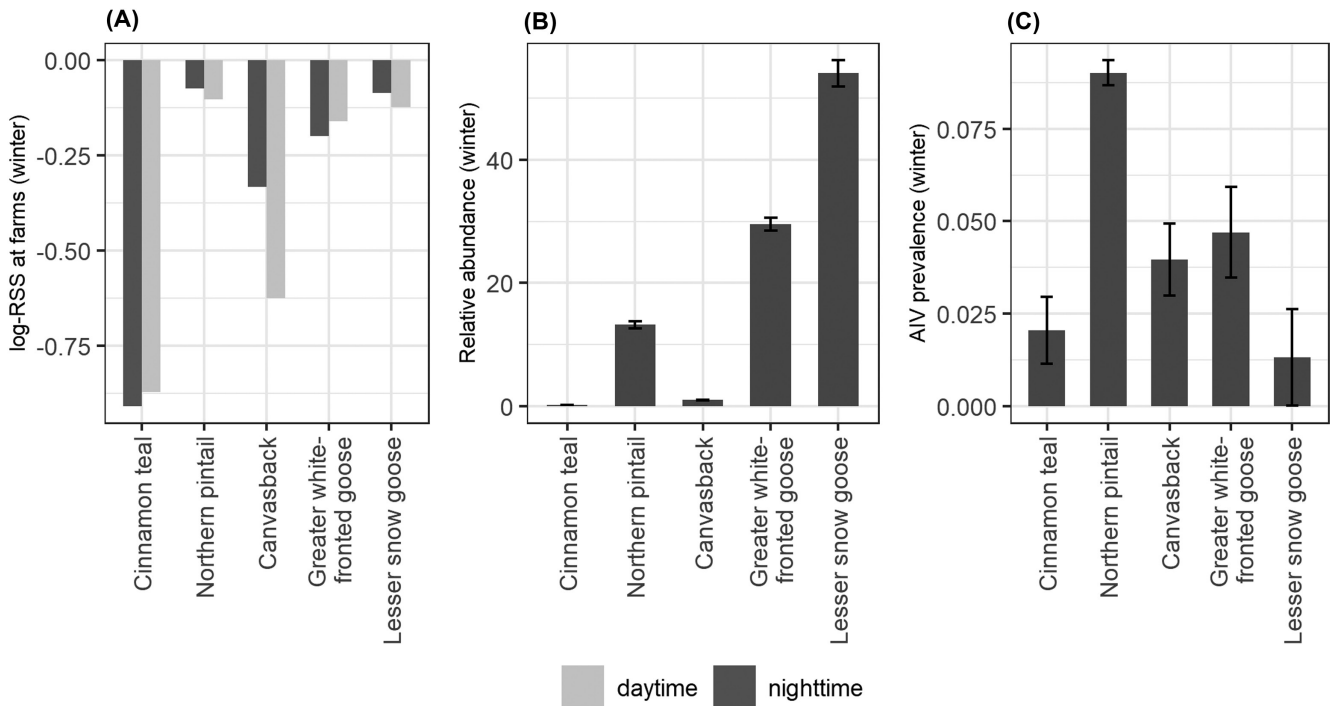 (A)
log-RSS at farms (winter)
0.00
-0.25
-0.50
-0.75
Cinnamon teal
Northern pintail
Canvasback
Greater white-
fronted goose
Lesser snow goose
(B)
Relative abundance (winter)
40
20
0
Cinnamon teal
Northern pintail
Canvasback
Greater white-
fronted goose
Lesser snow goose
(C)
AIV prevalence (winter)
0.075
0.050
0.025
0.000
Cinnamon teal
Northern pintail
Canvasback
Greater white-
fronted goose
Lesser snow goose
daytime nighttime